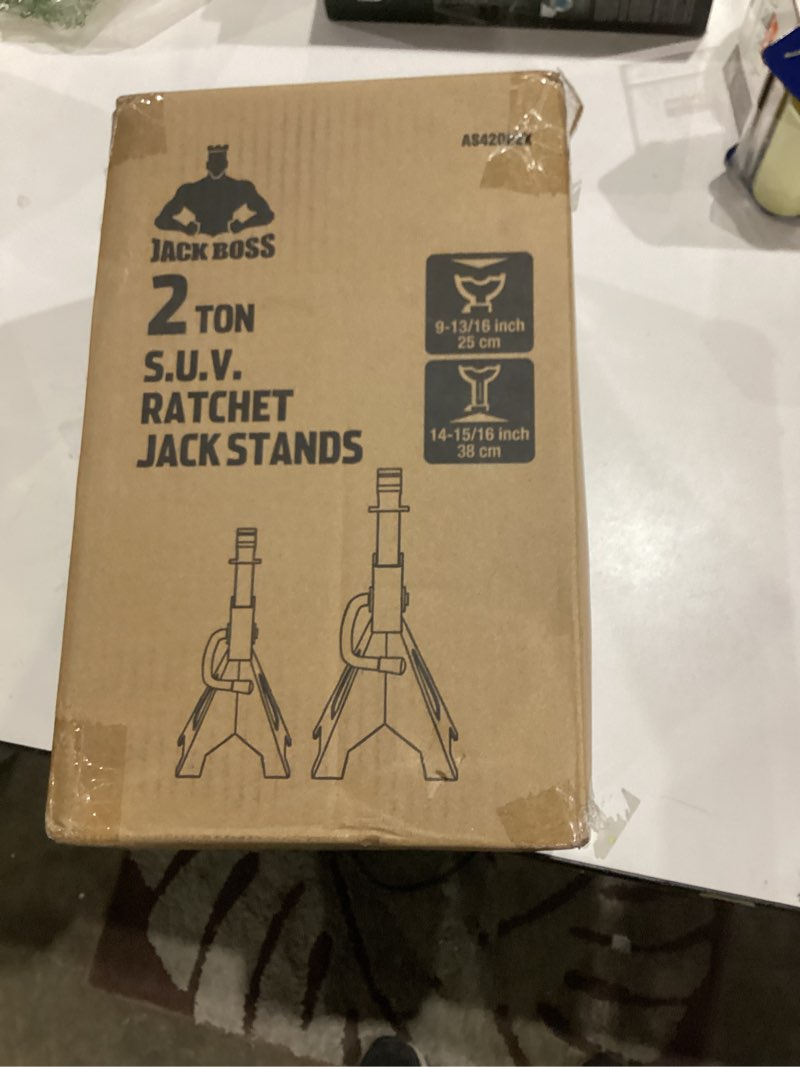 JACK BOSS
2 TON
S.U.V.
RATCHET
JACK STANDS
9-13/16 inch
25 cm
14-15/16 inch
38 cm